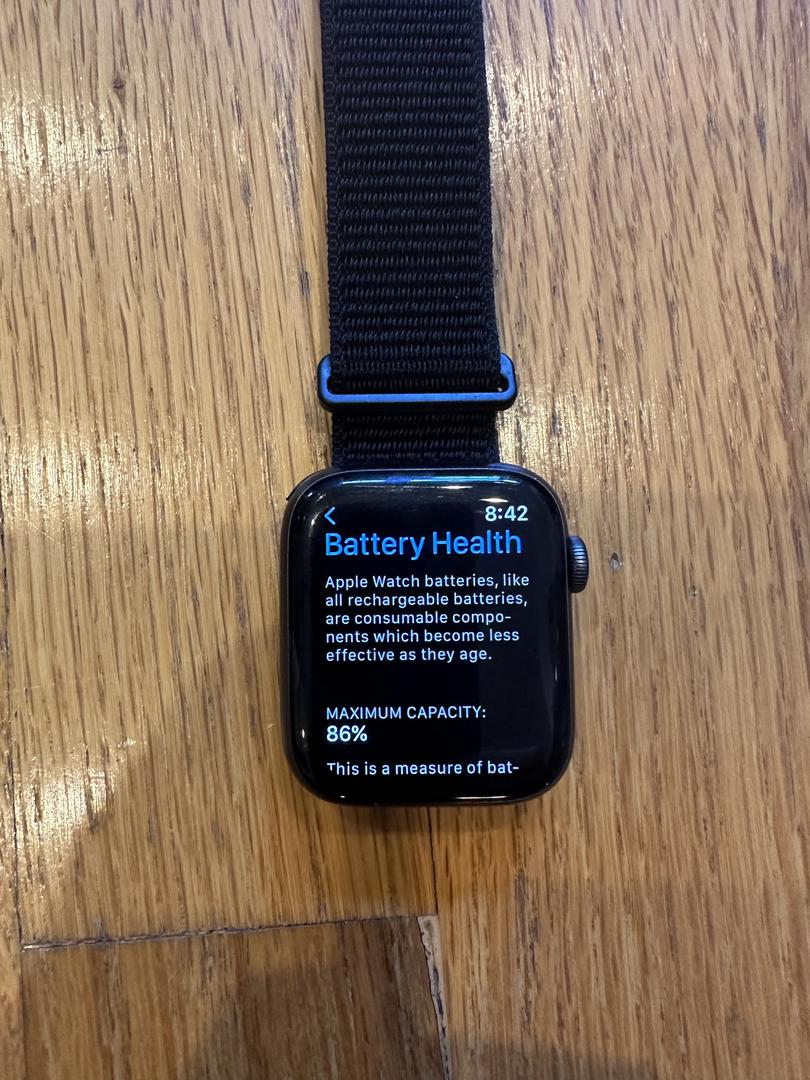 8:42
Battery Health
Apple Watch batteries, like
all rechargeable batteries,
are consumable compo-
nents which become less
effective as they age.
MAXIMUM CAPACITY:
86%
This is a measure of bat-